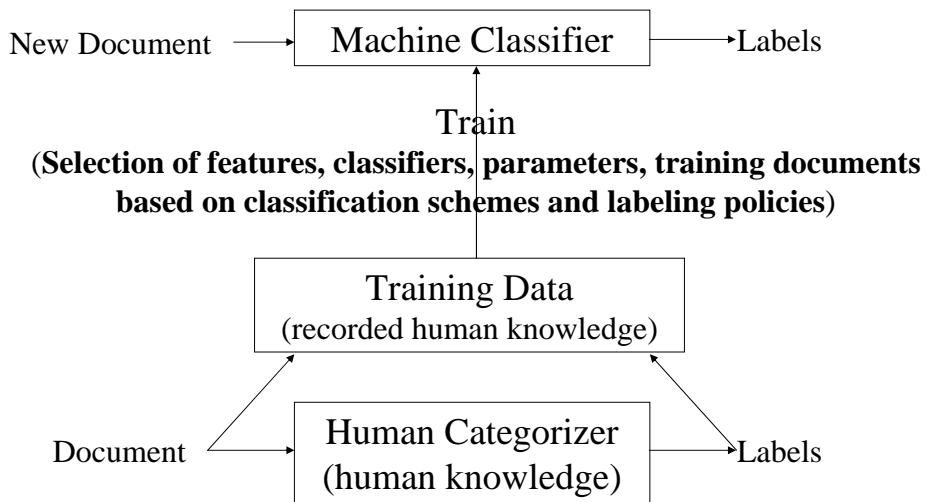 New Document
Machine Classifier
Labels
Train
(Selection of features, classifiers, parameters, training documents
based on classification schemes and labeling policies)
Training Data
(recorded human knowledge)
Document
Human Categorizer
(human knowledge)
Labels